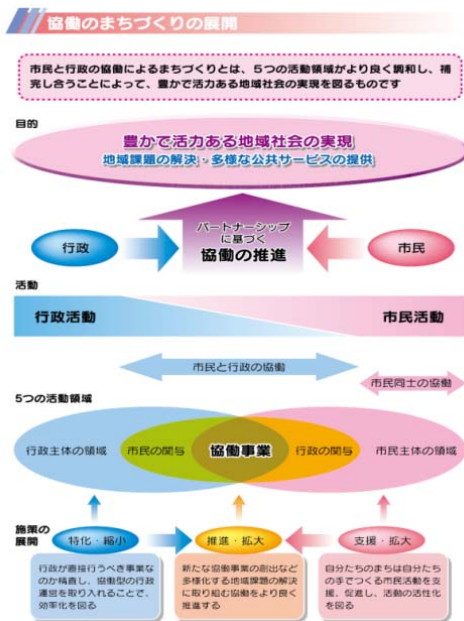 協働のまちづくりの展開
市民と行政の協働によるまちづくりとは、5つの活動領域がより良く調和し、補
完し合うことによって、豊かで活力ある地域社会の実現を図るものです
目的
豊かで活力ある地域社会の実現
地域課題の解決・多様な公共サービスの提供
行政
パートナーシップ
に基づく
協働の推進
市民
活動
行政活動
市民活動
市民と行政の協働
市民同士の協働
5つの活動領域
行政主体の領域
市民の関与
協働事業
行政の関与
市民主体の領域
施策の
展開
特化・縮小
推進・拡大
支援・拡大
行政が直接行うべき事業な
のか精査し、協働型の行政
運営を取り入れることで、
効率化を図る
新たな協働事業の創出など
多様化する地域課題の解決
に取り組む協働をより良く
推進する
自分たちのまちは自分たち
の手でつくる市民活動を支
援、促進し、活動の活性化
を図る